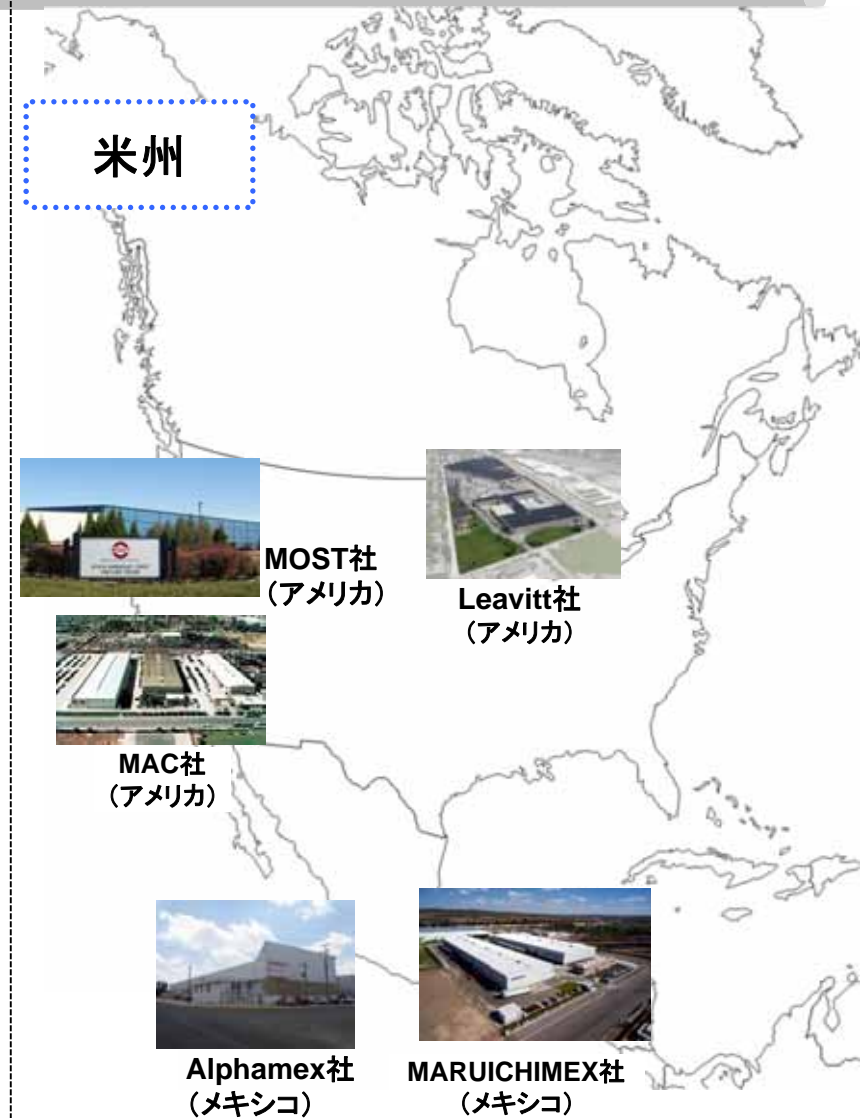 米州
MOST社
（アメリカ）
Leavitt社
（アメリカ）
MAC社
（アメリカ）
Alphamex社
（メキシコ）
MARUICHIMEX社
（メキシコ）